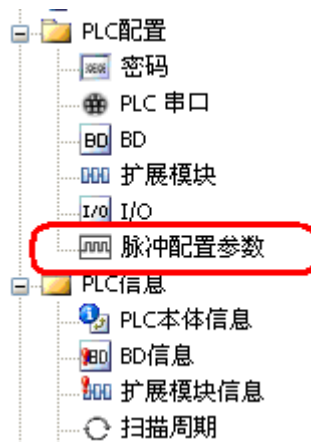 PLC配置
密码
PLC 串口
BD BD
扩展模块
I/O I/O
脉冲配置参数
PLC信息
PLC本体信息
BD BD信息
扩展模块信息
扫描周期